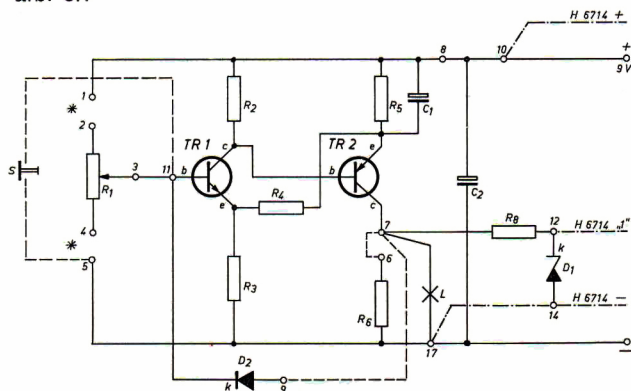 H 6714 +
8
10
+
9 V
1
*
2
R2
R5
C1
TR 1
TR 2
c
e
S
R1
3
11
b
b
C2
R4
e
c
4
*
5
7
R8
12
H 6714 „1"
k
6
D1
R3
R6
L
H 6714 —
14
17
—
D2
k
9